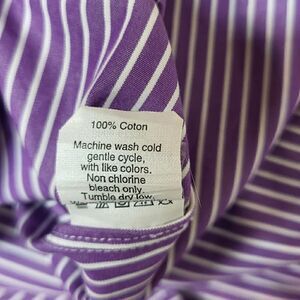 100% Coton
Machine wash cold
gentle cycle,
with like colors.
Non chlorine
bleach only.
Tumble dry low.